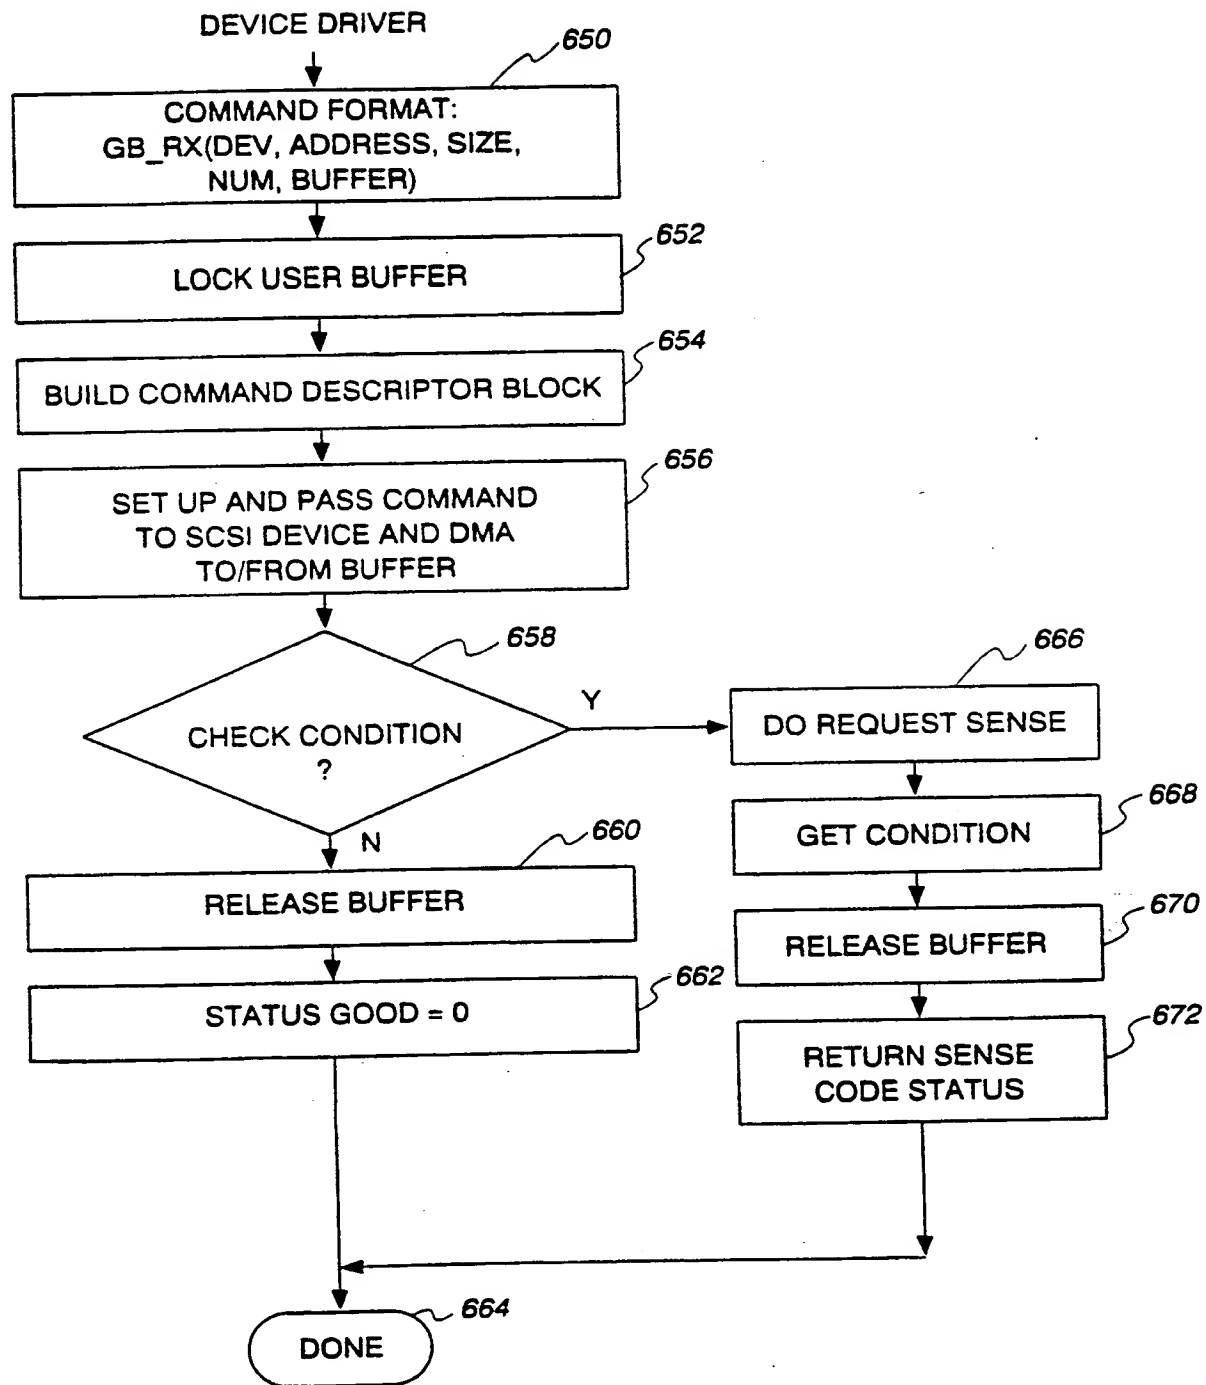 DEVICE DRIVER
650
COMMAND FORMAT:
GB_RX(DEV, ADDRESS, SIZE,
NUM, BUFFER)
652
LOCK USER BUFFER
654
BUILD COMMAND DESCRIPTOR BLOCK
656
SET UP AND PASS COMMAND
TO SCSI DEVICE AND DMA
TO/FROM BUFFER
658
CHECK CONDITION
?
Y
N
660
RELEASE BUFFER
662
STATUS GOOD = 0
666
DO REQUEST SENSE
668
GET CONDITION
670
RELEASE BUFFER
672
RETURN SENSE
CODE STATUS
664
DONE